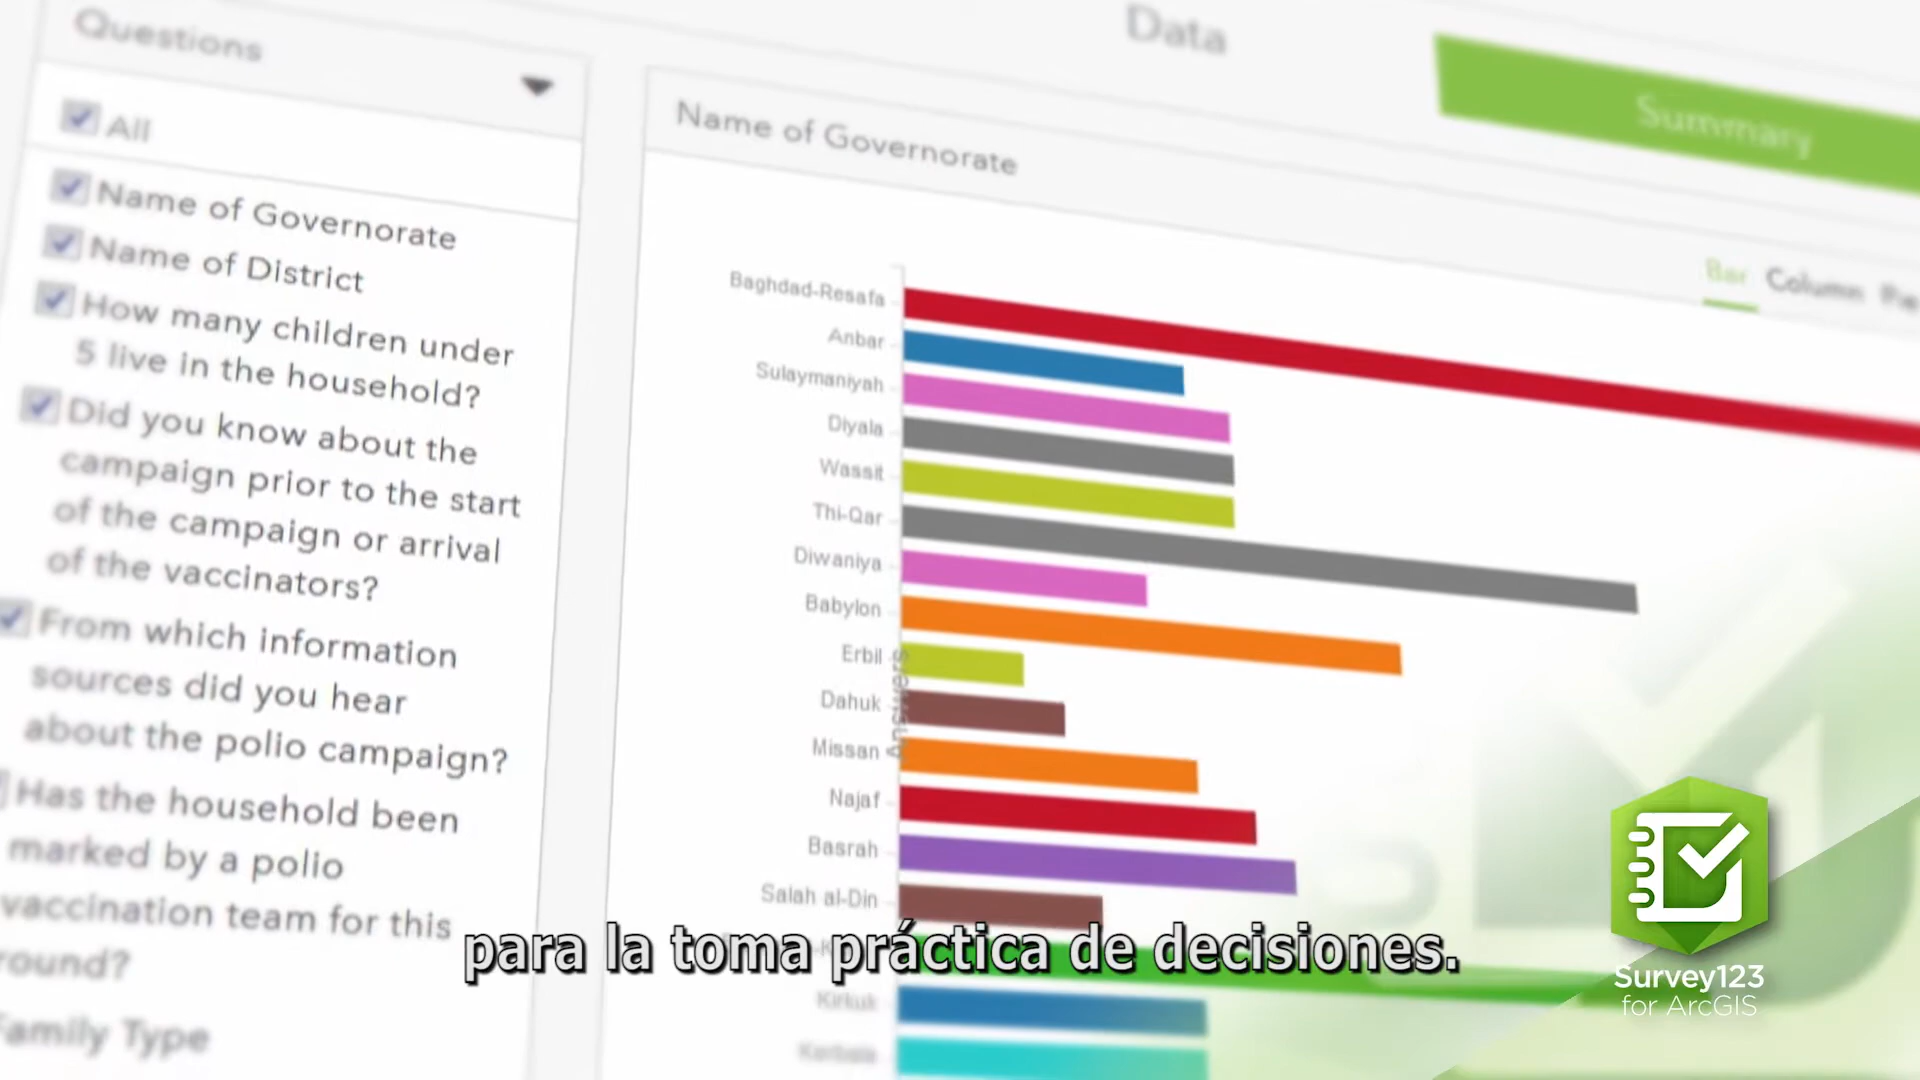 Questions
Data
Summary
All
Name of Governorate
Name of District
How many children under
5 live in the household?
Did you know about the
campaign prior to the start
of the campaign or arrival
of the vaccinators?
From which information
sources did you hear
about the polio campaign?
Has the household been
marked by a polio
vaccination team for this
round?
Family Type
Name of Governorate
Bar Column Pie
Baghdad-Resafa
Anbar
Sulaymaniyah
Diyala
Wassit
Thi-Qar
Diwaniya
Babylon
Erbil
Dahuk
Missan
Najaf
Basrah
Salah al-Din
Kirkuk
Karbala
Answers
para la toma práctica de decisiones.
Survey123
for ArcGIS